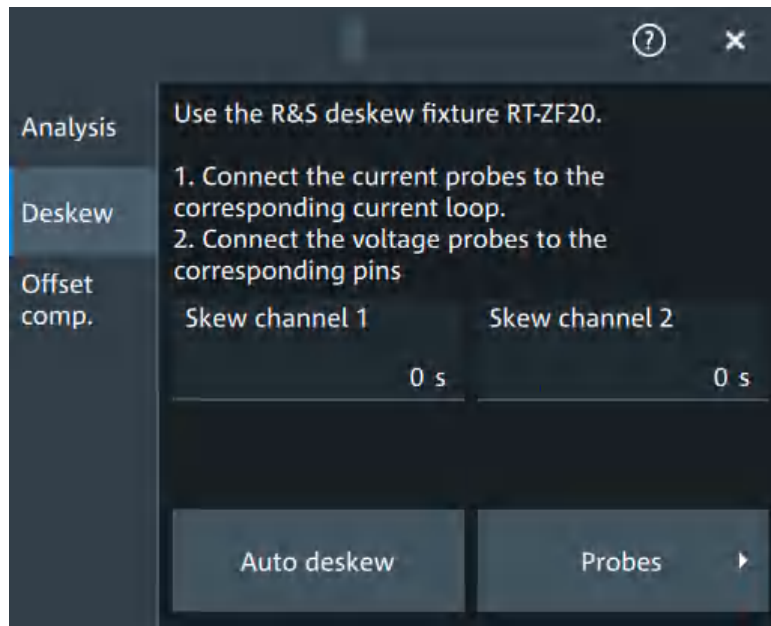 Analysis
Deskew
Offset
comp.
Use the R&S deskew fixture RT-ZF20.
1. Connect the current probes to the
corresponding current loop.
2. Connect the voltage probes to the
corresponding pins
Skew channel 1
0 s
Skew channel 2
0 s
Auto deskew
Probes